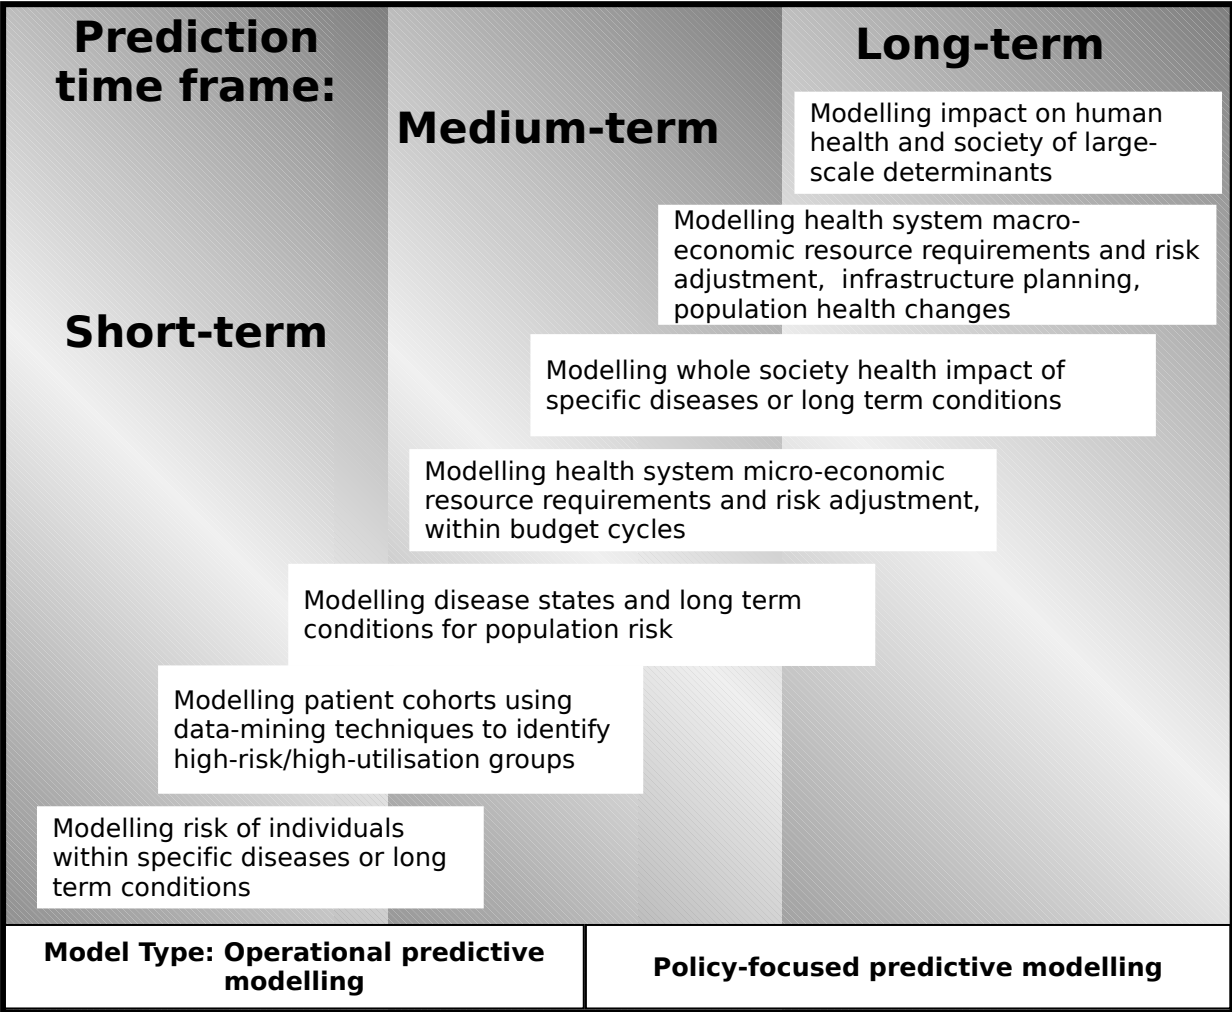 Prediction
time frame:
Long-term
Medium-term
Short-term
Modelling impact on human
health and society of large-
scale determinants
Modelling health system macro-
economic resource requirements and risk
adjustment,  infrastructure planning,
population health changes
Modelling whole society health impact of
specific diseases or long term conditions
Modelling health system micro-economic
resource requirements and risk adjustment,
within budget cycles
Modelling disease states and long term
conditions for population risk
Modelling patient cohorts using
data-mining techniques to identify
high-risk/high-utilisation groups
Modelling risk of individuals
within specific diseases or long
term conditions
Model Type: Operational predictive
modelling
Policy-focused predictive modelling